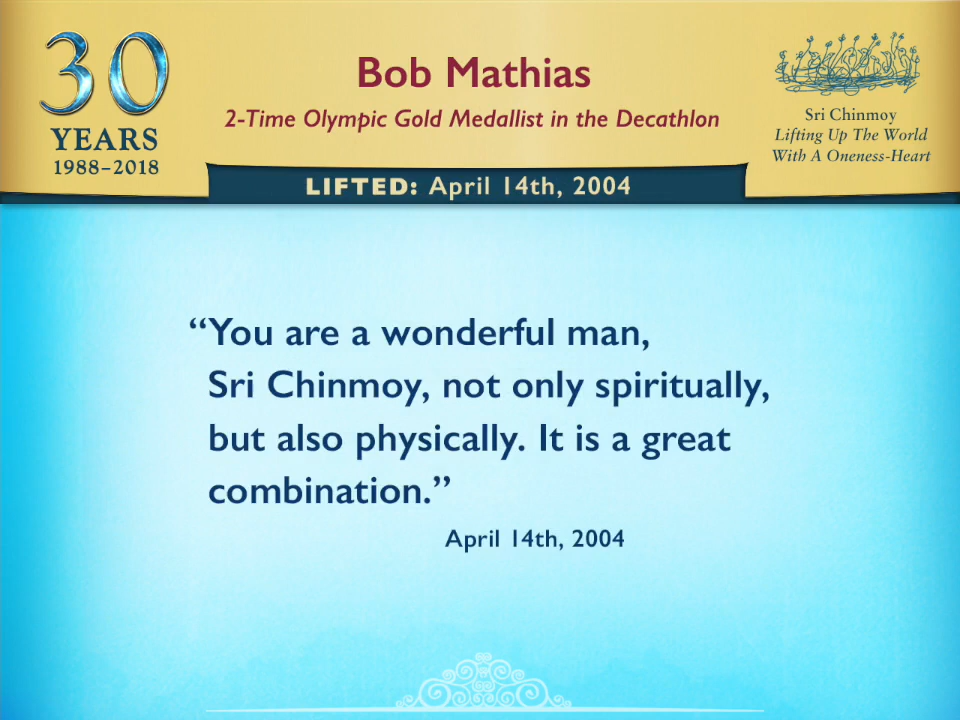 30
YEARS
1988–2018
Bob Mathias
2-Time Olympic Gold Medallist in the Decathlon
Sri Chinmoy
Lifting Up The World
With A Oneness-Heart
LIFTED: April 14th, 2004
“You are a wonderful man,
Sri Chinmoy, not only spiritually,
but also physically. It is a great
combination.”
April 14th, 2004